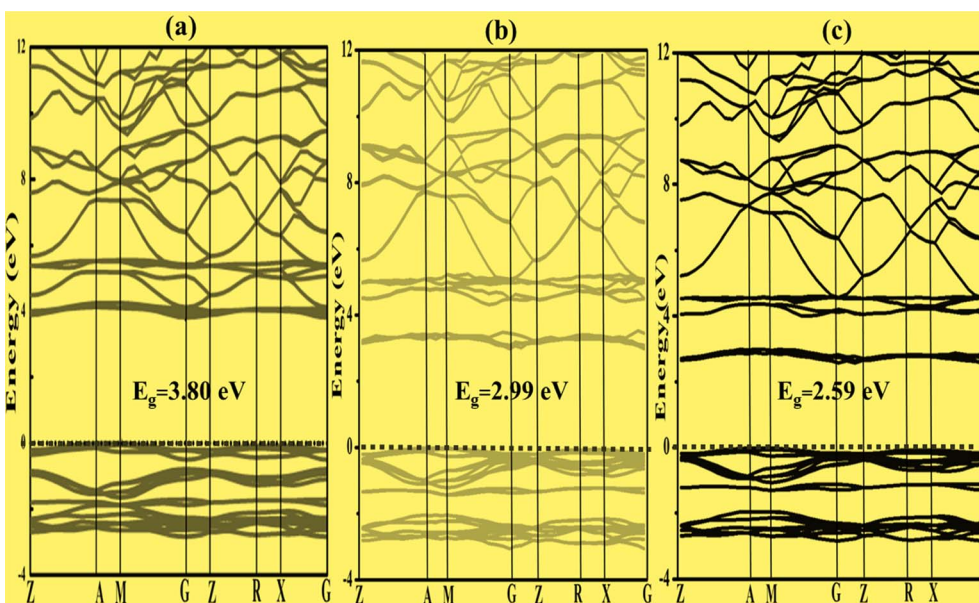 (a)
12
8
4
0
-4
Energy (eV)
Eg=3.80 eV
Z A M G Z R X G
(b)
12
8
4
0
-4
Energy (eV)
Eg=2.99 eV
Z A M G Z R X G
(c)
12
8
4
0
-4
Energy (eV)
Eg=2.59 eV
Z A M G Z R X